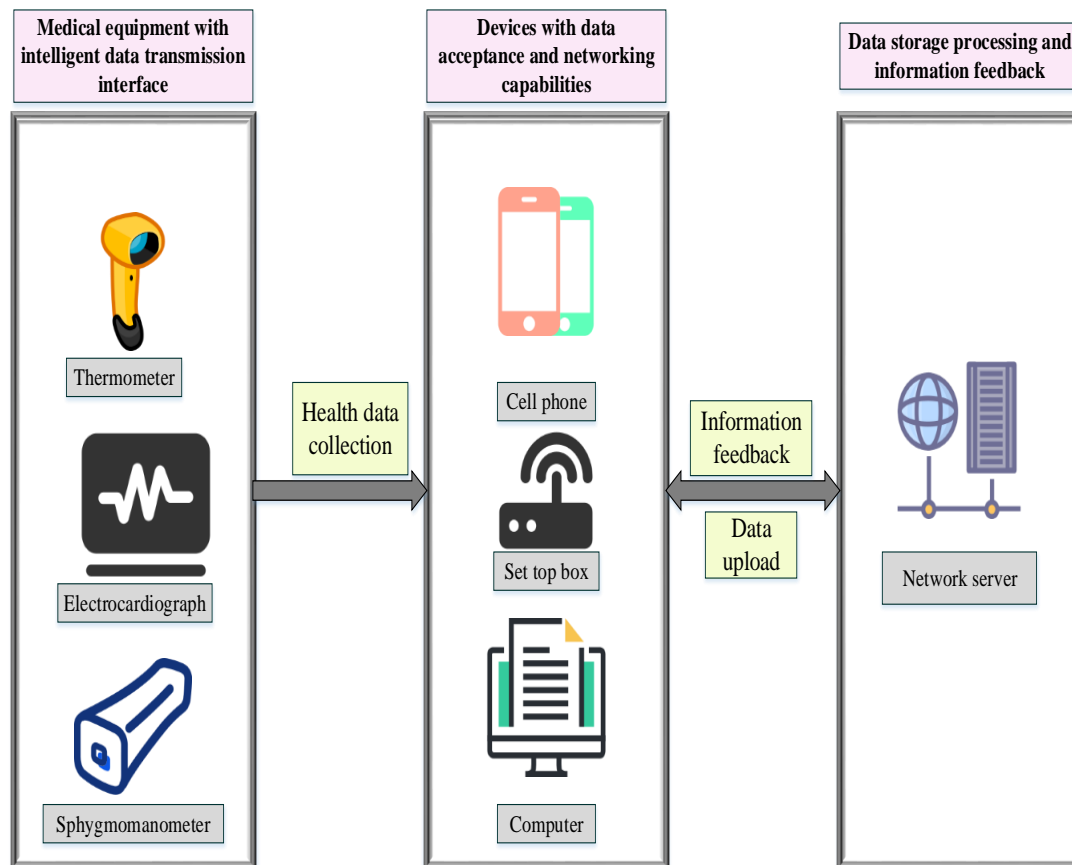 Medical equipment with
intelligent data transmission
interface
Devices with data
acceptance and networking
capabilities
Data storage processing and
information feedback
Thermometer
Electrocardiograph
Sphygmomanometer
Health data
collection
Cell phone
Set top box
Computer
Information
feedback
Data
upload
Network server